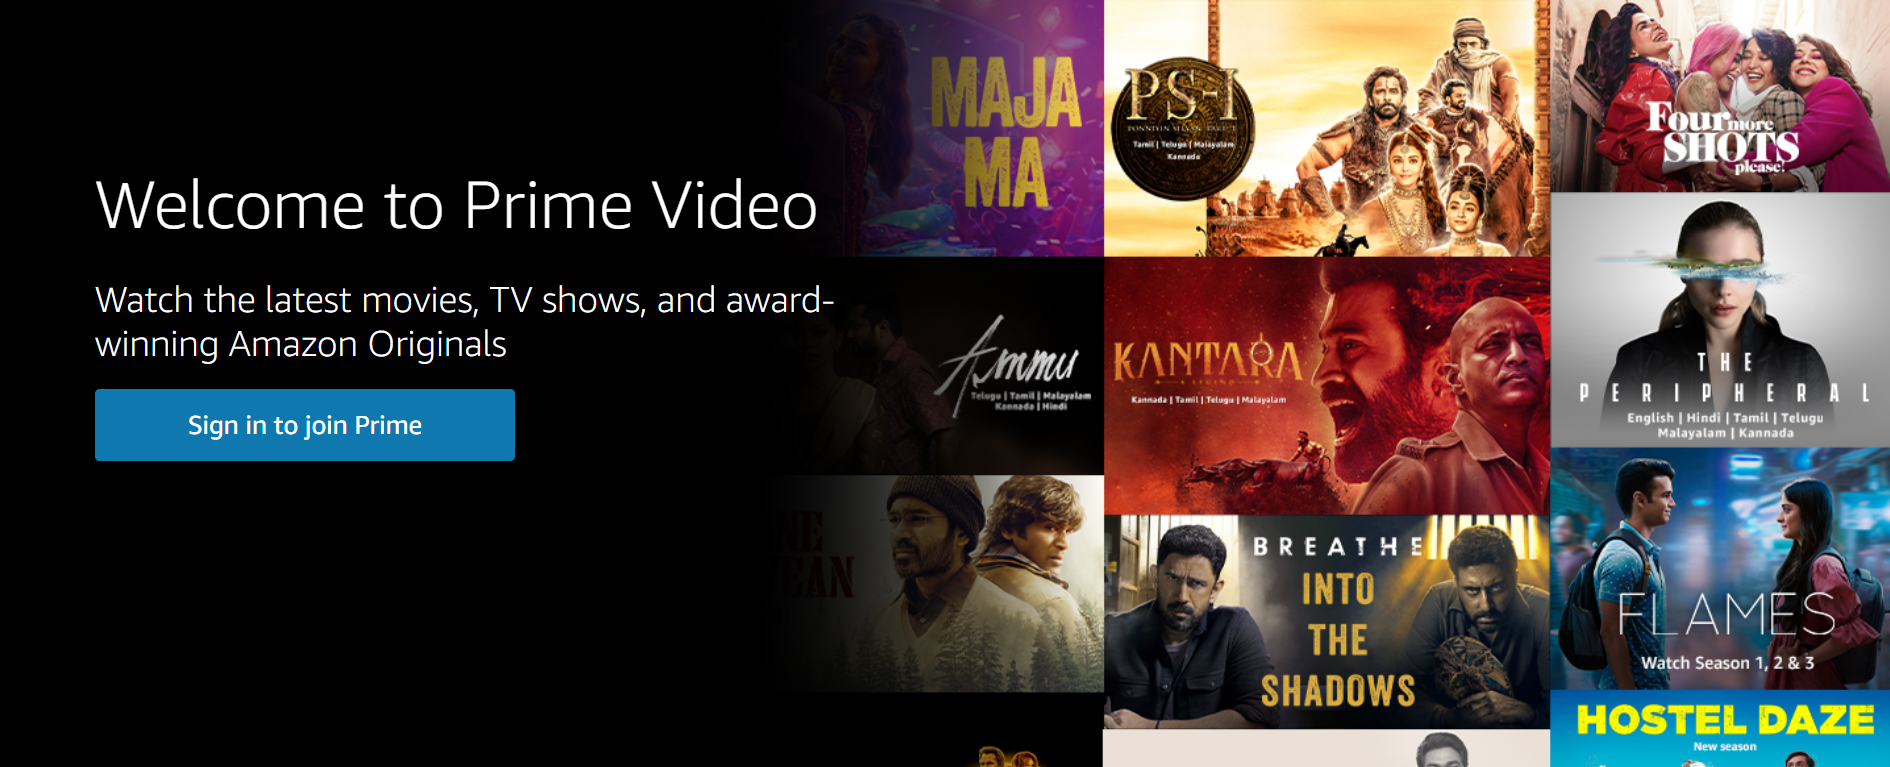 Welcome to Prime Video
Watch the latest movies, TV shows, and award-
winning Amazon Originals
Sign in to join Prime
MAJA
MA
PS-I
PONNIYIN SELVAN PART 1
Tamil | Telugu | Malayalam
Kannada
Four more
SHOTS
please!
Ammu
Telugu | Tamil | Malayalam
Kannada | Hindi
KANTARA
A LEGEND
Kannada | Tamil | Telugu | Malayalam
THE
PERIPHERAL
English | Hindi | Tamil | Telugu
Malayalam | Kannada
NE
VEAN
BREATHE
INTO
THE
SHADOWS
FLAMES
Watch Season 1, 2 & 3
HOSTEL DAZE
New season